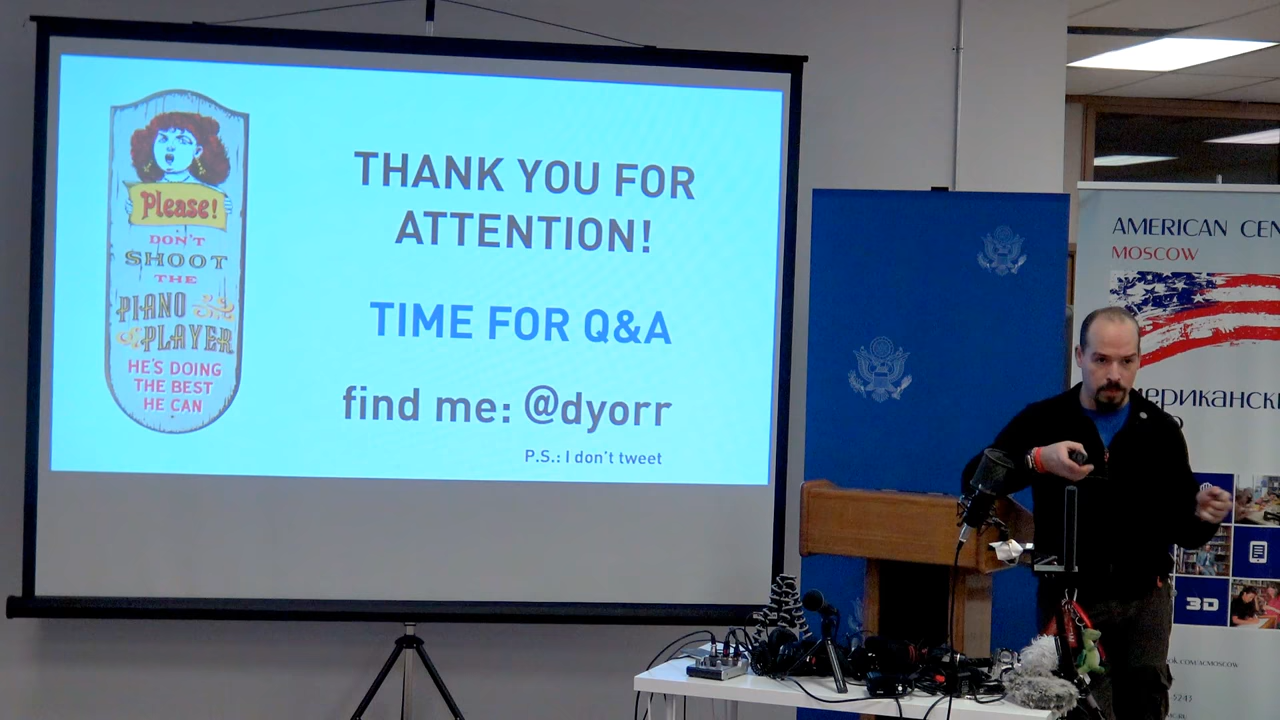 Please!
DON'T
SHOOT
THE
PIANO
PLAYER
HE'S DOING
THE BEST
HE CAN
THANK YOU FOR
ATTENTION!
TIME FOR Q&A
find me: @dyorr
P.S.: I don't tweet
AMERICAN CEN
MOSCOW
3D